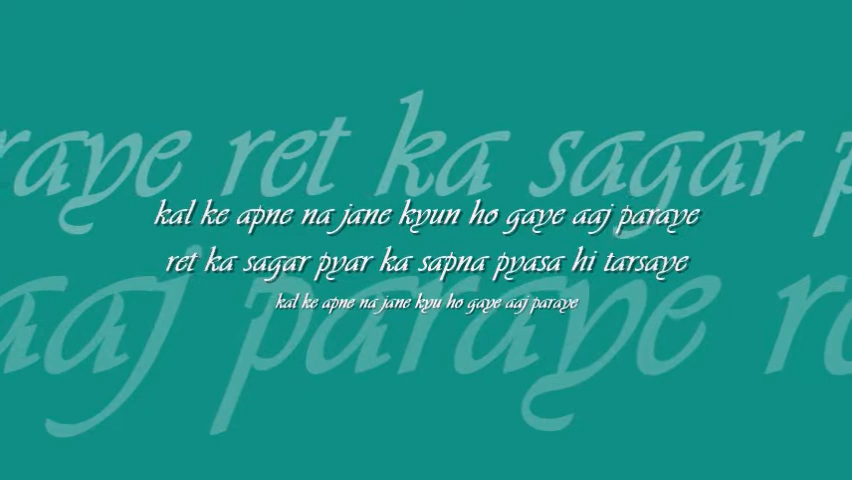 raye ret ka sagar
kal ke apne na jane kyun ho gaye aaj paraye
ret ka sagar pyar ka sapna pyasa hi tarsaye
kal ke apne na jane kyu ho gaye aaj paraye
aaj paraye